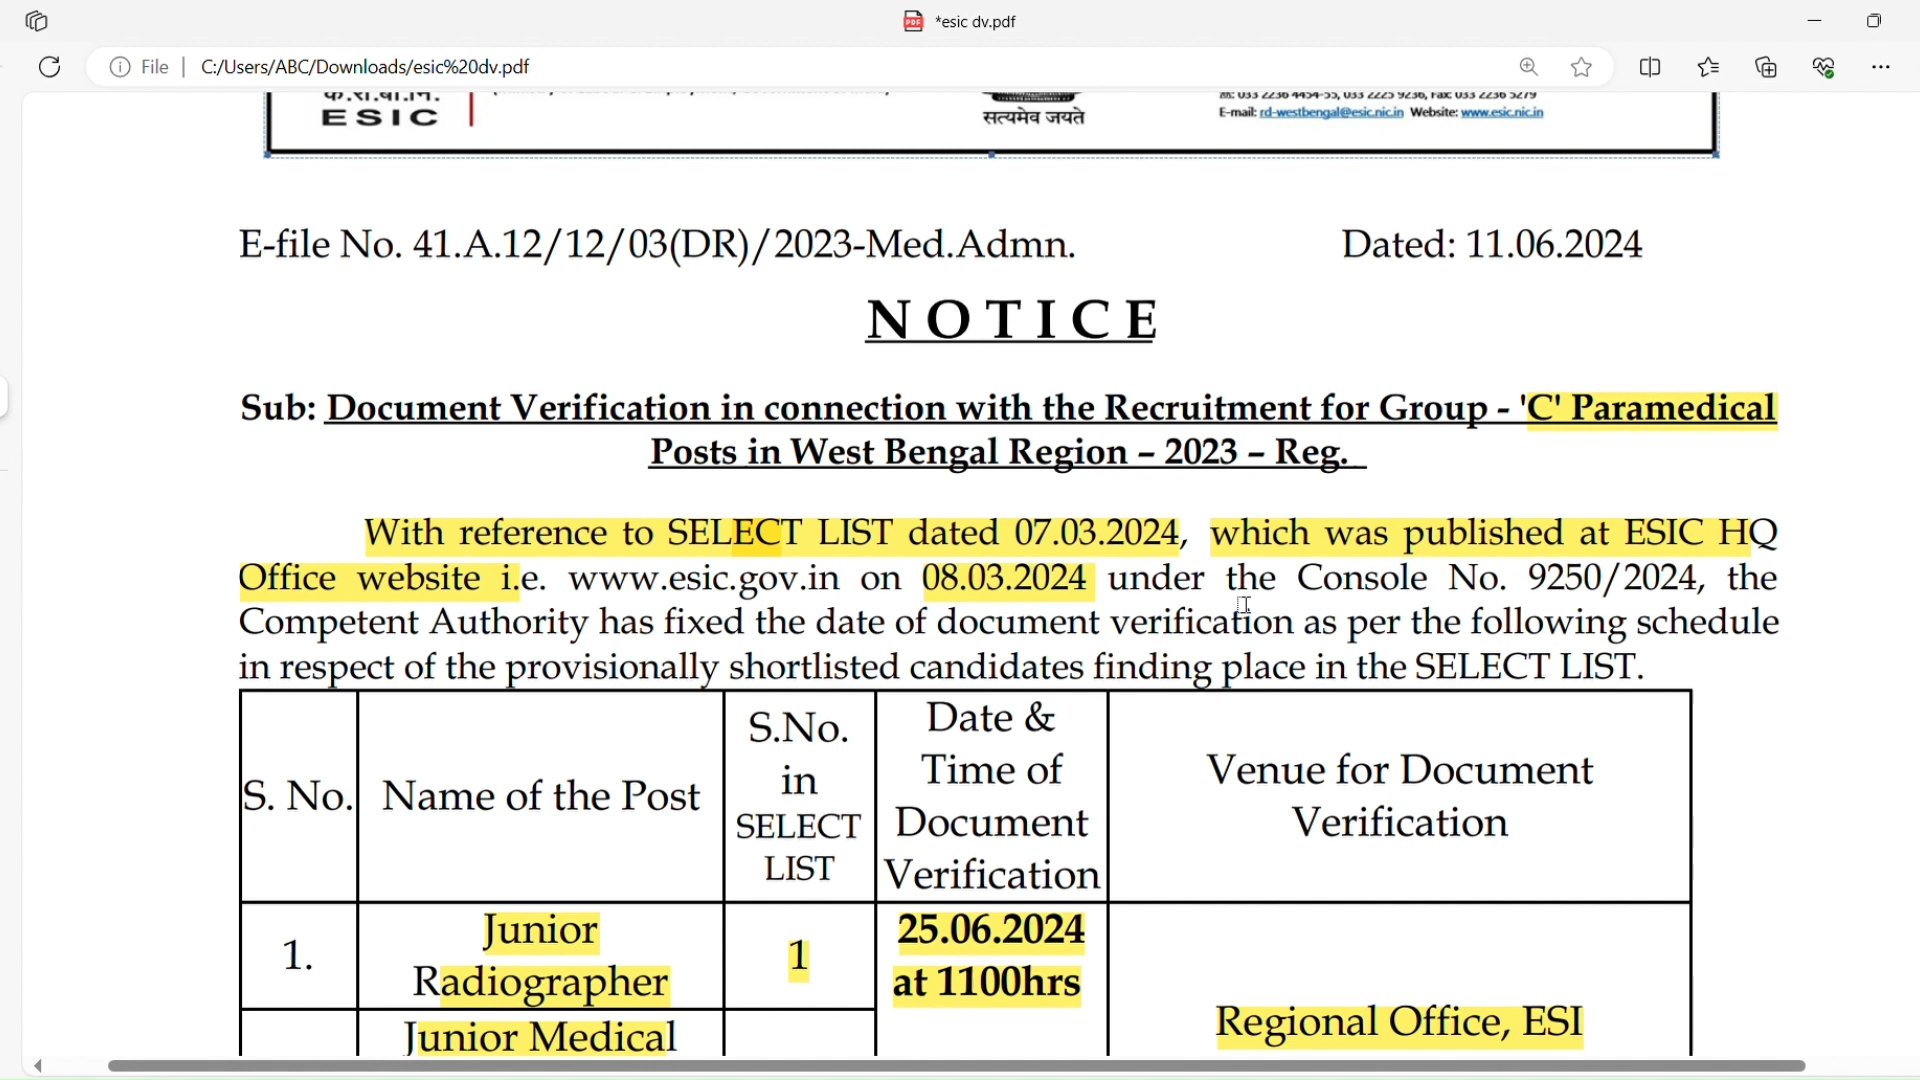 *esic dv.pdf
File
C:/Users/ABC/Downloads/esic%20dv.pdf
क.रा.बी.नि.
ESIC
सत्यमेव जयते
E-mail: rd-westbengal@esic.nic.in Website: www.esic.nic.in
E-file No. 41.A.12/12/03(DR)/2023-Med.Admn. Dated: 11.06.2024
NOTICE
Sub: Document Verification in connection with the Recruitment for Group - 'C' Paramedical
Posts in West Bengal Region – 2023 – Reg.
With reference to SELECT LIST dated 07.03.2024, which was published at ESIC HQ
Office website i.e. www.esic.gov.in on 08.03.2024 under the Console No. 9250/2024, the
Competent Authority has fixed the date of document verification as per the following schedule
in respect of the provisionally shortlisted candidates finding place in the SELECT LIST.
S. No.
Name of the Post
S.No.
in
SELECT
LIST
Date &
Time of
Document
Verification
Venue for Document
Verification
1.
Junior
Radiographer
1
25.06.2024
at 1100hrs
Regional Office, ESI
Junior Medical